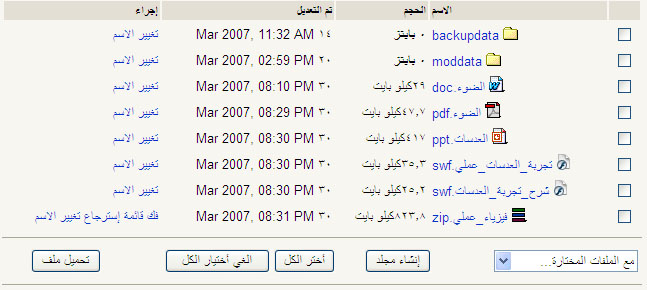 الاسم الحجم تم التعديل إجراء
backupdata ٠ بايتز ١٤ Mar 2007, 11:32 AM تغيير الاسم
moddata ٠ بايتز ٢٠ Mar 2007, 02:59 PM تغيير الاسم
الضوء.doc ٢٩كيلو بايت ٣٠ Mar 2007, 08:10 PM تغيير الاسم
الضوء.pdf ٤٧,٧كيلو بايت ٣٠ Mar 2007, 08:29 PM تغيير الاسم
العدسات.ppt ٤١٧كيلو بايت ٣٠ Mar 2007, 08:30 PM تغيير الاسم
تجربة_العدسات_عملي.swf ٣٥,٣كيلو بايت ٣٠ Mar 2007, 08:30 PM تغيير الاسم
شرح_تجربة_العدسات.swf ٢٥,٢كيلو بايت ٣٠ Mar 2007, 08:30 PM تغيير الاسم
فيزياء_عملي.zip ٨٢٣,٨كيلو بايت ٣٠ Mar 2007, 08:31 PM فك قائمة إسترجاع تغيير الاسم
مع الملفات المختارة... إنشاء مجلد أختر الكل الغي أختيار الكل تحميل ملف